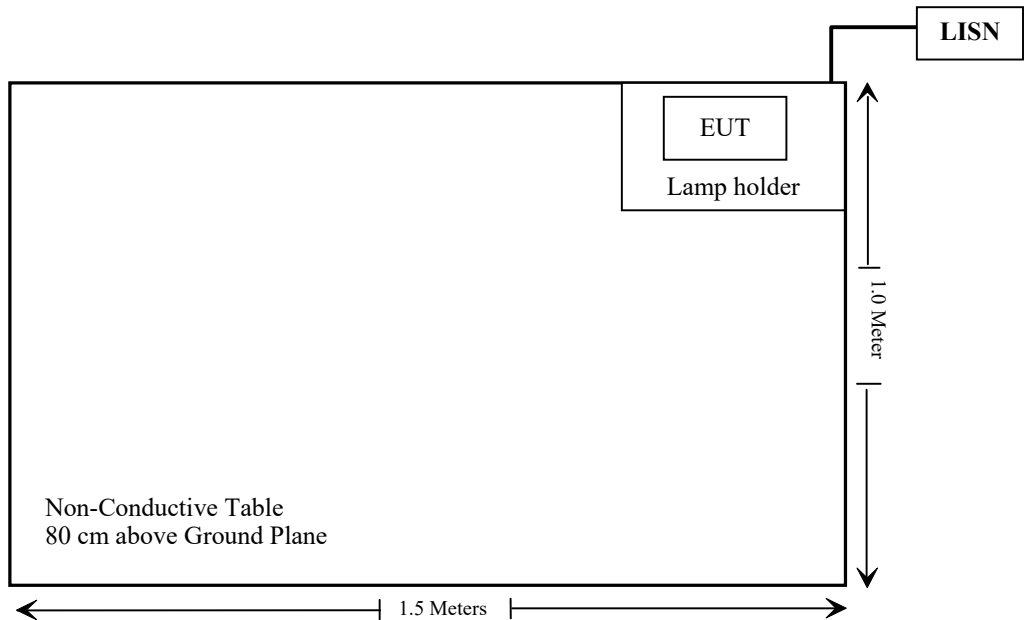 LISN
EUT
Lamp holder
1.0 Meter
Non-Conductive Table
80 cm above Ground Plane
1.5 Meters